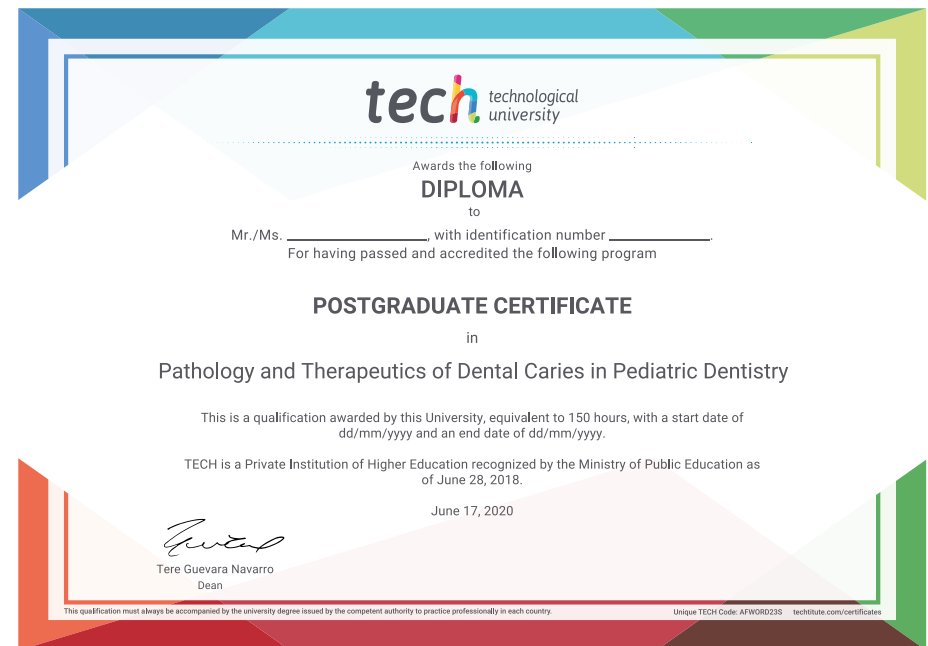 tech technological
university
Awards the following
DIPLOMA
to
Mr./Ms. ____________, with identification number ____________.
For having passed and accredited the following program
POSTGRADUATE CERTIFICATE
in
Pathology and Therapeutics of Dental Caries in Pediatric Dentistry
This is a qualification awarded by this University, equivalent to 150 hours, with a start date of
dd/mm/yyyy and an end date of dd/mm/yyyy.
TECH is a Private Institution of Higher Education recognized by the Ministry of Public Education as
of June 28, 2018.
June 17, 2020
Tere Guevara Navarro
Dean
This qualification must always be accompanied by the university degree issued by the competent authority to practice professionally in each country.
Unique TECH Code: AFWORD23S techtitute.com/certificates